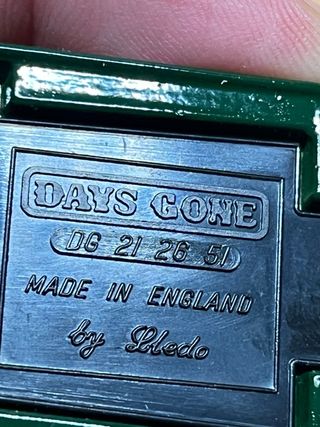 DAYS GONE
DG 21 26 51
MADE IN ENGLAND
by Lledo